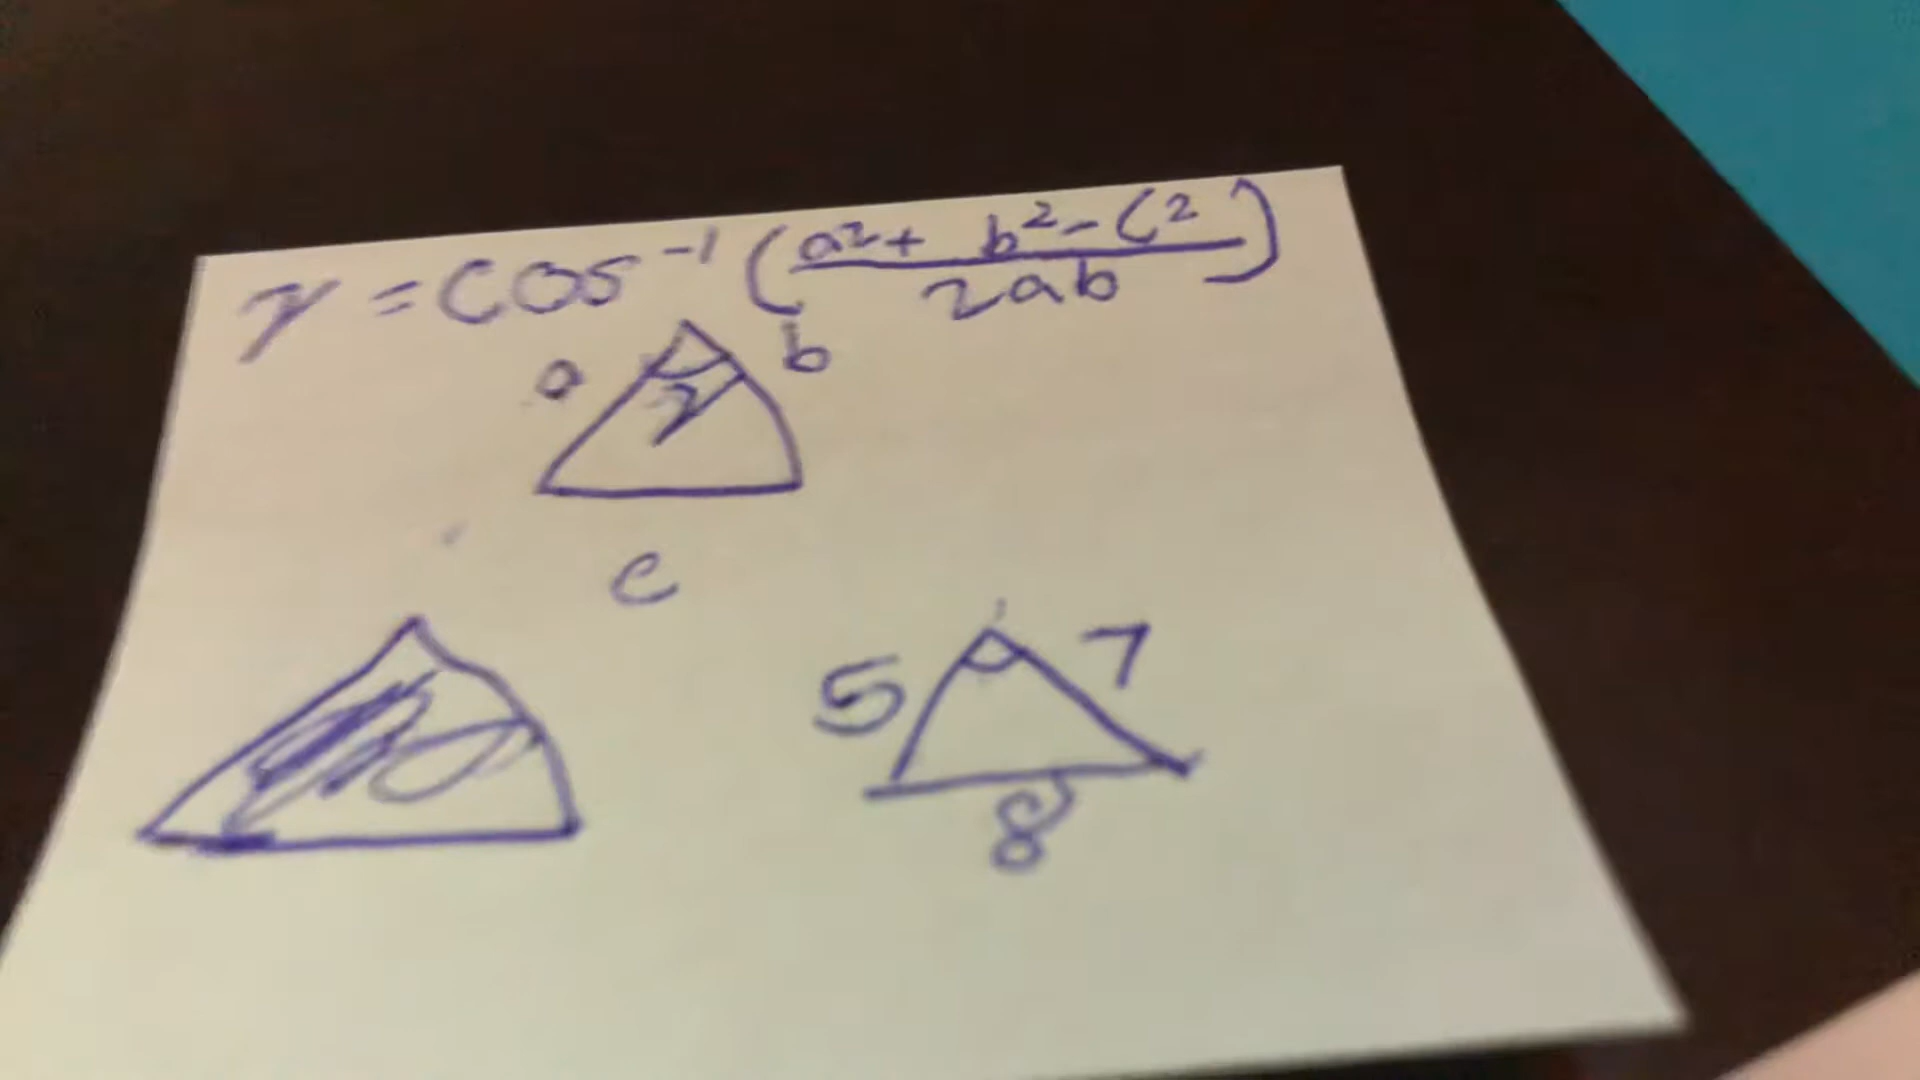 γ = cos⁻¹ (a² + b² - c² / 2ab)
a b
γ
c
5 7
8